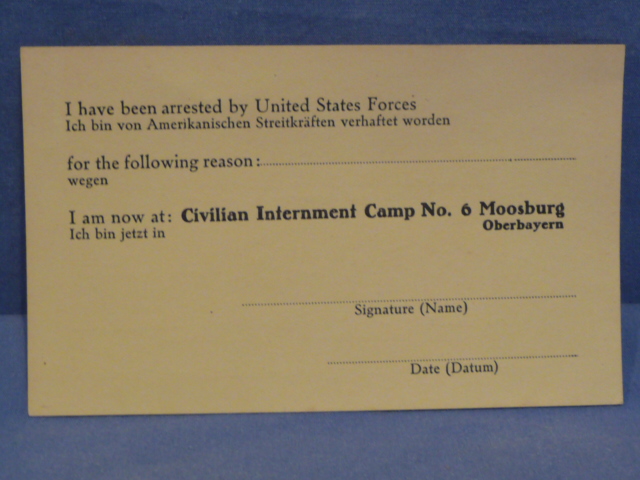 I have been arrested by United States Forces
Ich bin von Amerikanischen Streitkräften verhaftet worden
for the following reason:
wegen
I am now at: Civilian Internment Camp No. 6 Moosburg
Ich bin jetzt in Oberbayern
Signature (Name)
Date (Datum)